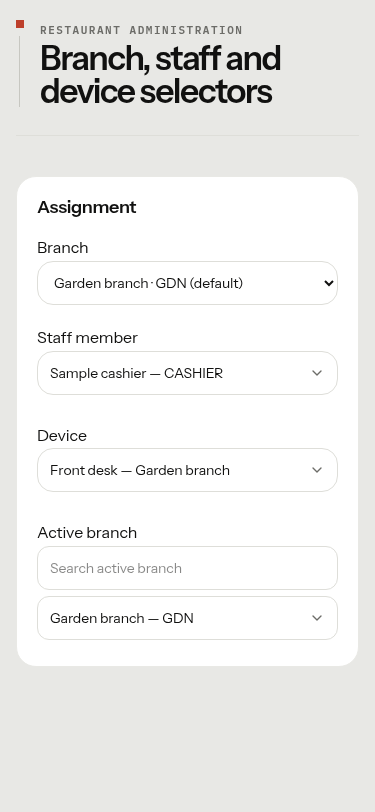 RESTAURANT ADMINISTRATION
Branch, staff and
device selectors
Assignment
Branch
Garden branch · GDN (default)
Staff member
Sample cashier — CASHIER
Device
Front desk — Garden branch
Active branch
Search active branch
Garden branch — GDN